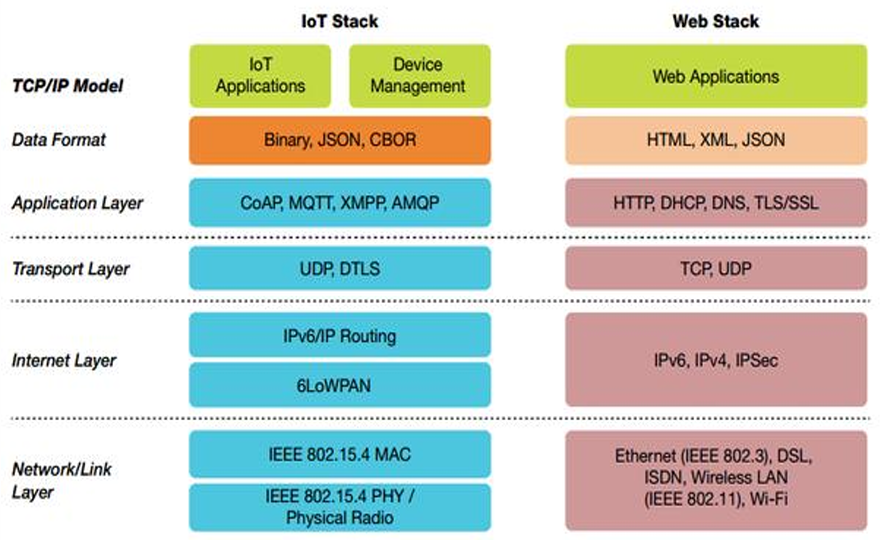 IoT Stack
Web Stack
TCP/IP Model
IoT
Applications
Device
Management
Web Applications
Data Format
Binary, JSON, CBOR
HTML, XML, JSON
Application Layer
CoAP, MQTT, XMPP, AMQP
HTTP, DHCP, DNS, TLS/SSL
Transport Layer
UDP, DTLS
TCP, UDP
Internet Layer
IPv6/IP Routing
6LoWPAN
IPv6, IPv4, IPSec
Network/Link
Layer
IEEE 802.15.4 MAC
IEEE 802.15.4 PHY /
Physical Radio
Ethernet (IEEE 802.3), DSL,
ISDN, Wireless LAN
(IEEE 802.11), Wi-Fi